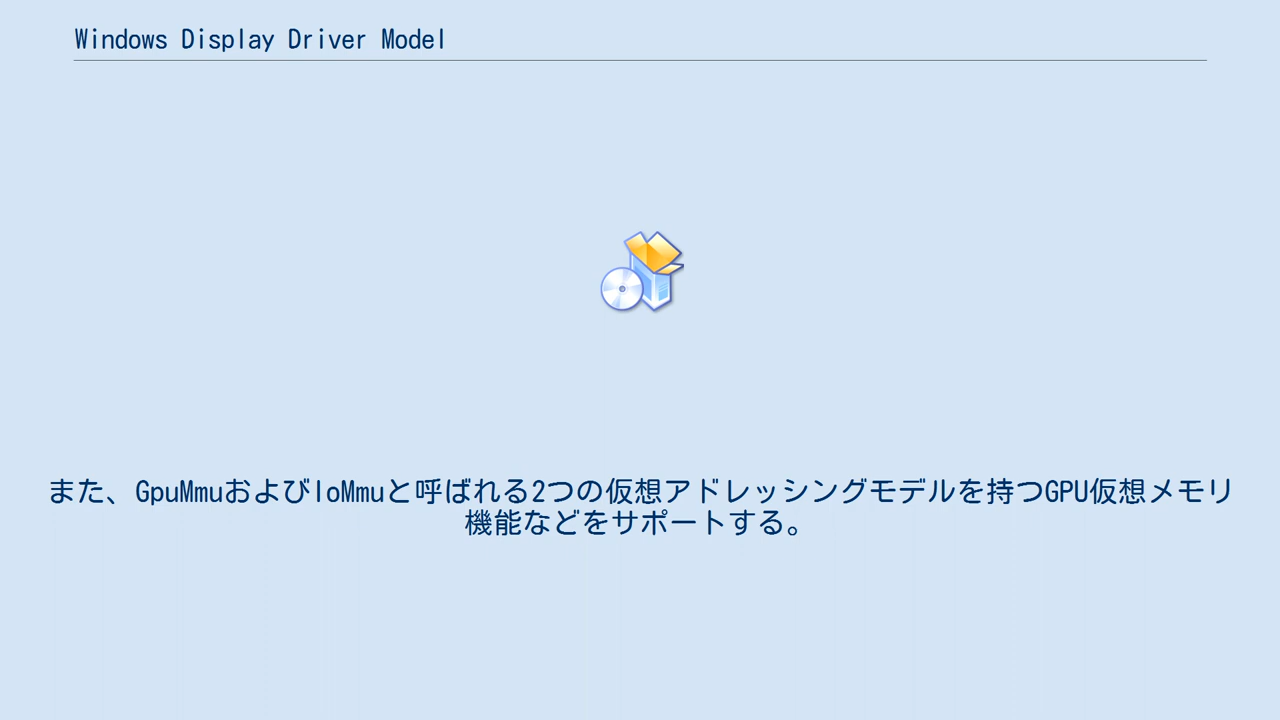 Windows Display Driver Model
また、GpuMmuおよびIoMmuと呼ばれる2つの仮想アドレッシングモデルを持つGPU仮想メモリ
機能などをサポートする。